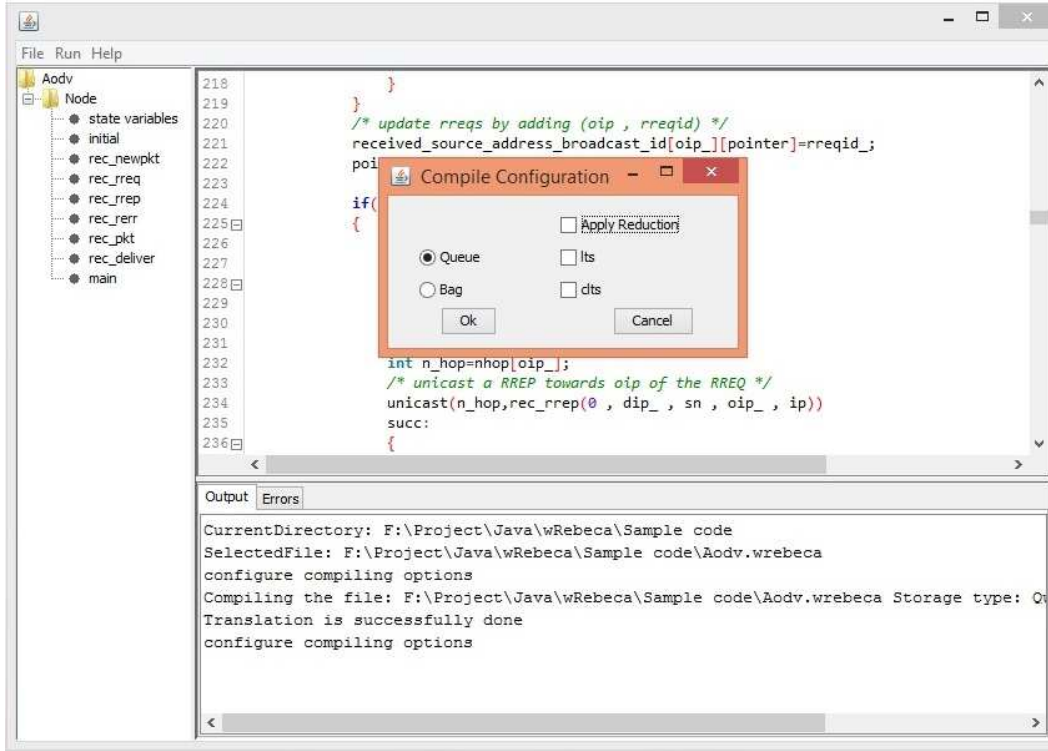 File Run Help
Aodv
Node
state variables
initial
rec_newpkt
rec_rreq
rec_rrep
rec_rerr
rec_pkt
rec_deliver
main
218 }
219 }
220 /* update rreqs by adding (oip , rreqid) */
221 received_source_address_broadcast_id[oip_][pointer]=rreqid_;
222 poi
223
224 if(
225 {
226
227
228
229
230
231
232 int n_hop=nhop[oip_];
233 /* unicast a RREP towards oip of the RREQ */
234 unicast(n_hop,rec_rrep(0 , dip_ , sn , oip_ , ip))
235 succ:
236 {
Compile Configuration
Apply Reduction
Queue lts
Bag clts
Ok Cancel
Output Errors
CurrentDirectory: F:\Project\Java\wRebeca\Sample code
SelectedFile: F:\Project\Java\wRebeca\Sample code\Aodv.wrebeca
configure compiling options
Compiling the file: F:\Project\Java\wRebeca\Sample code\Aodv.wrebeca Storage type:
Translation is successfully done
configure compiling options